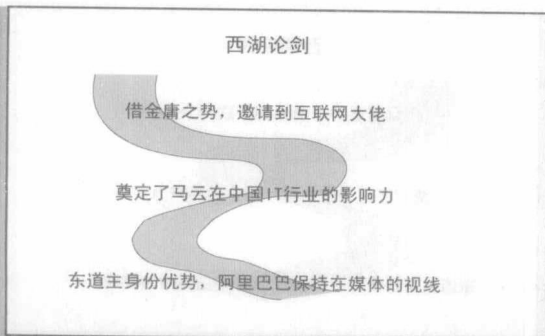 西湖论剑
借金庸之势，邀请到互联网大佬
奠定了马云在中国IT行业的影响力
东道主身份优势，阿里巴巴保持在媒体的视线